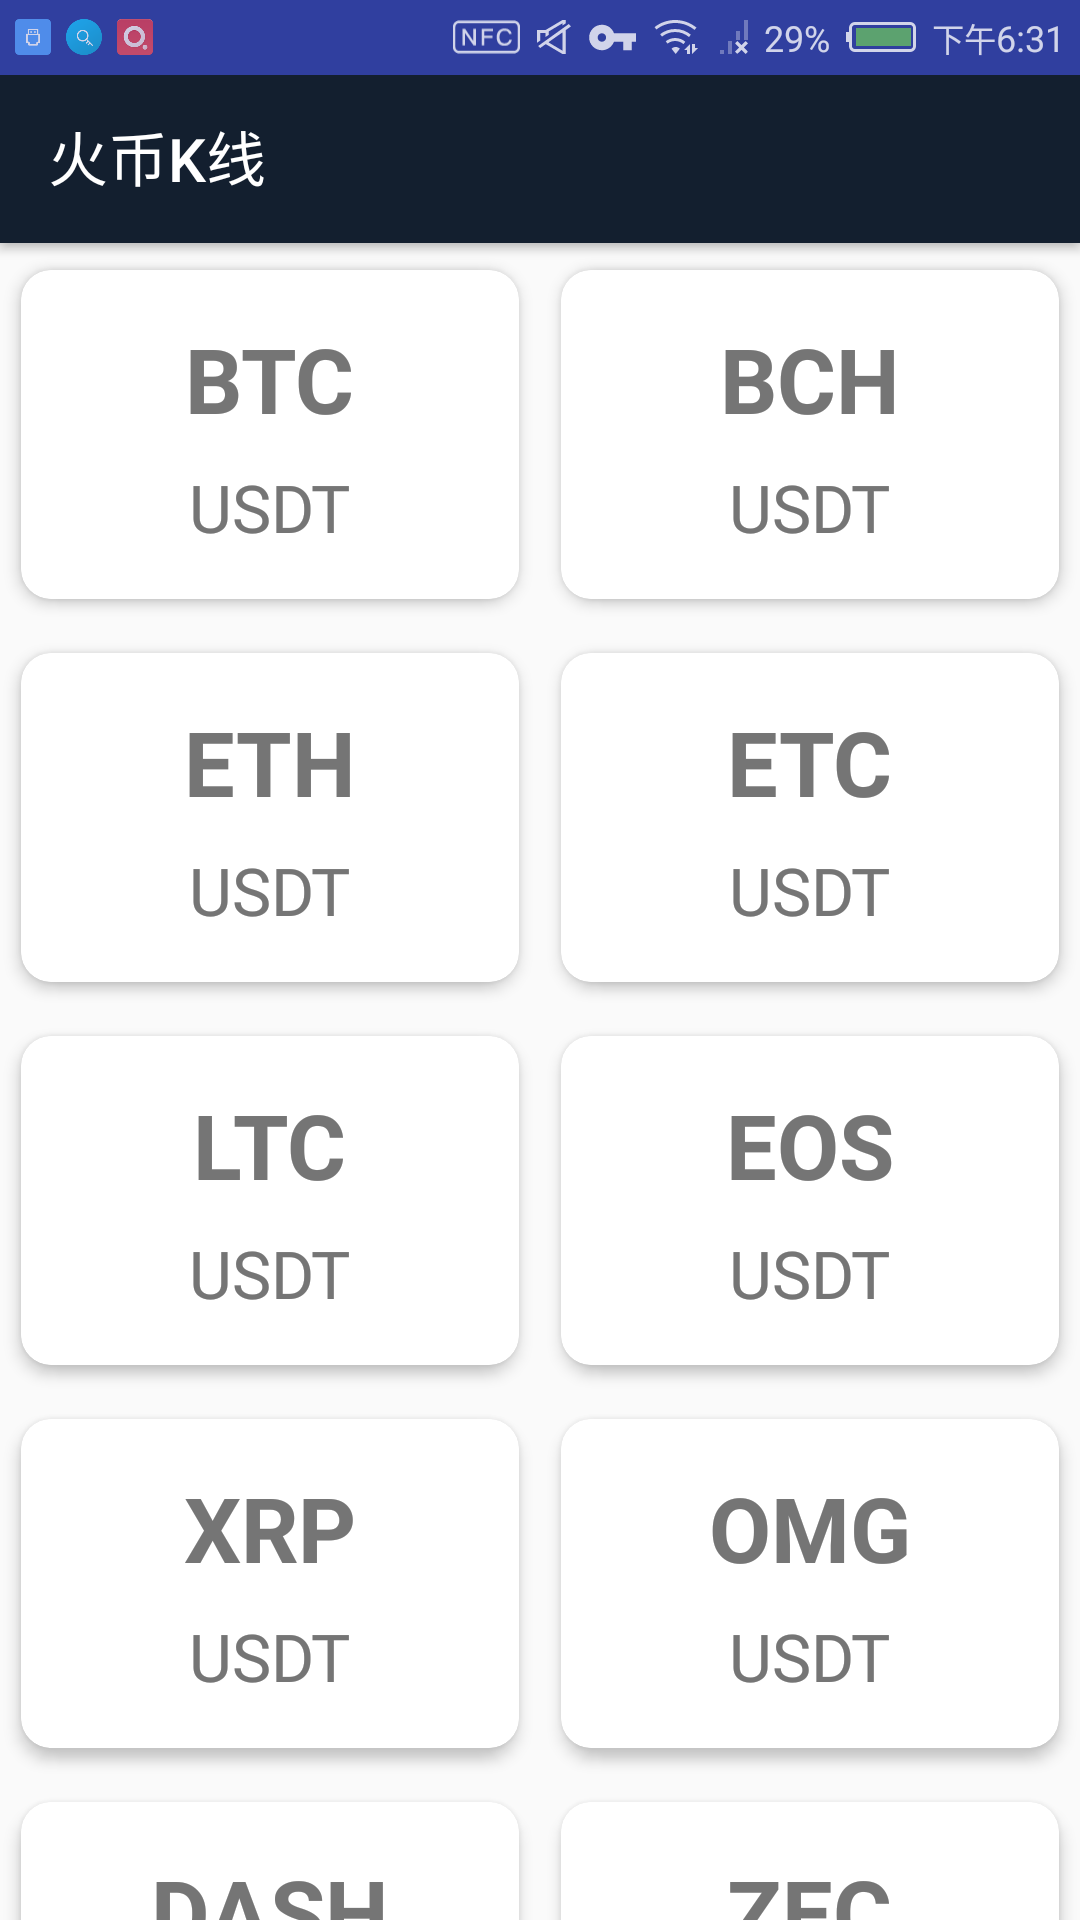 NFC 29% 下午6:31
火币K线
BTC BCH
USDT USDT
ETH ETC
USDT USDT
LTC EOS
USDT USDT
XRP OMG
USDT USDT
DASH ZEC